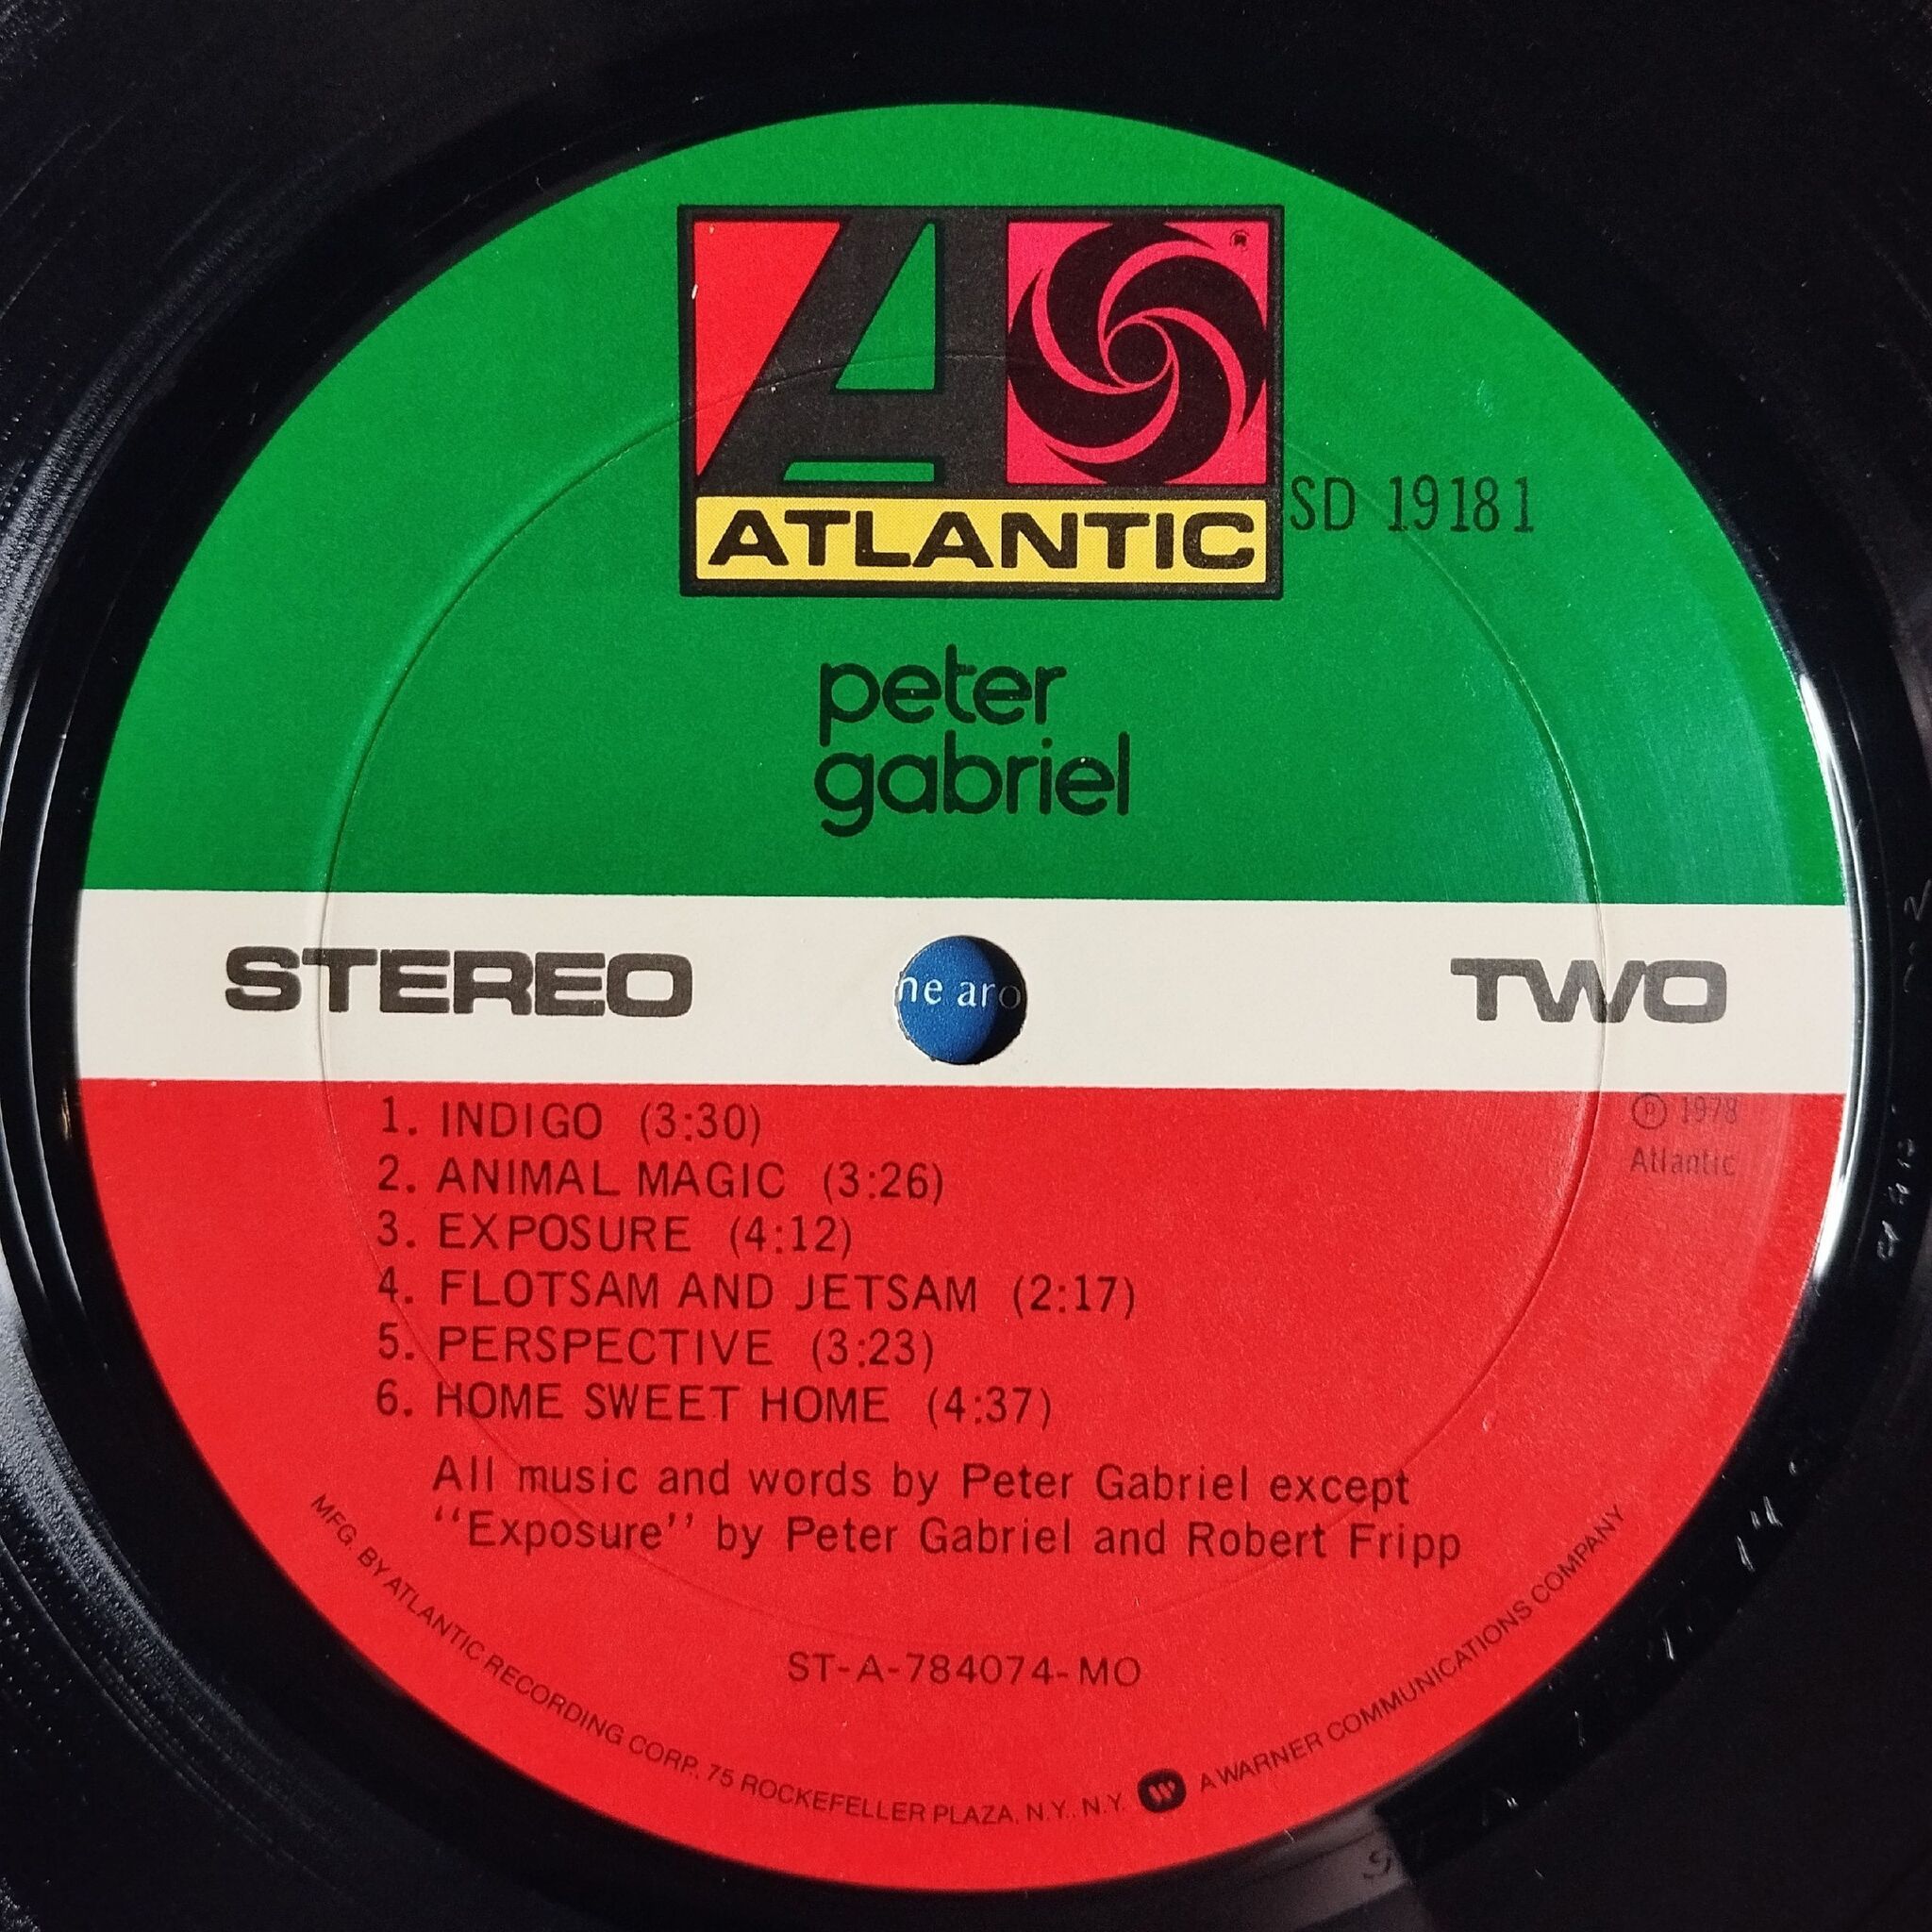 ATLANTIC
SD 19181
peter
gabriel
STEREO
ne aro
TWO
℗ 1978
Atlantic
1. INDIGO (3:30)
2. ANIMAL MAGIC (3:26)
3. EXPOSURE (4:12)
4. FLOTSAM AND JETSAM (2:17)
5. PERSPECTIVE (3:23)
6. HOME SWEET HOME (4:37)
All music and words by Peter Gabriel except
"Exposure" by Peter Gabriel and Robert Fripp
ST-A-784074-MO
MFG. BY ATLANTIC RECORDING CORP., 75 ROCKEFELLER PLAZA, N.Y., N.Y. W A WARNER COMMUNICATIONS COMPANY